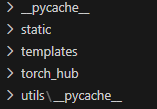 __pycache__
static
templates
torch_hub
utils\__pycache__